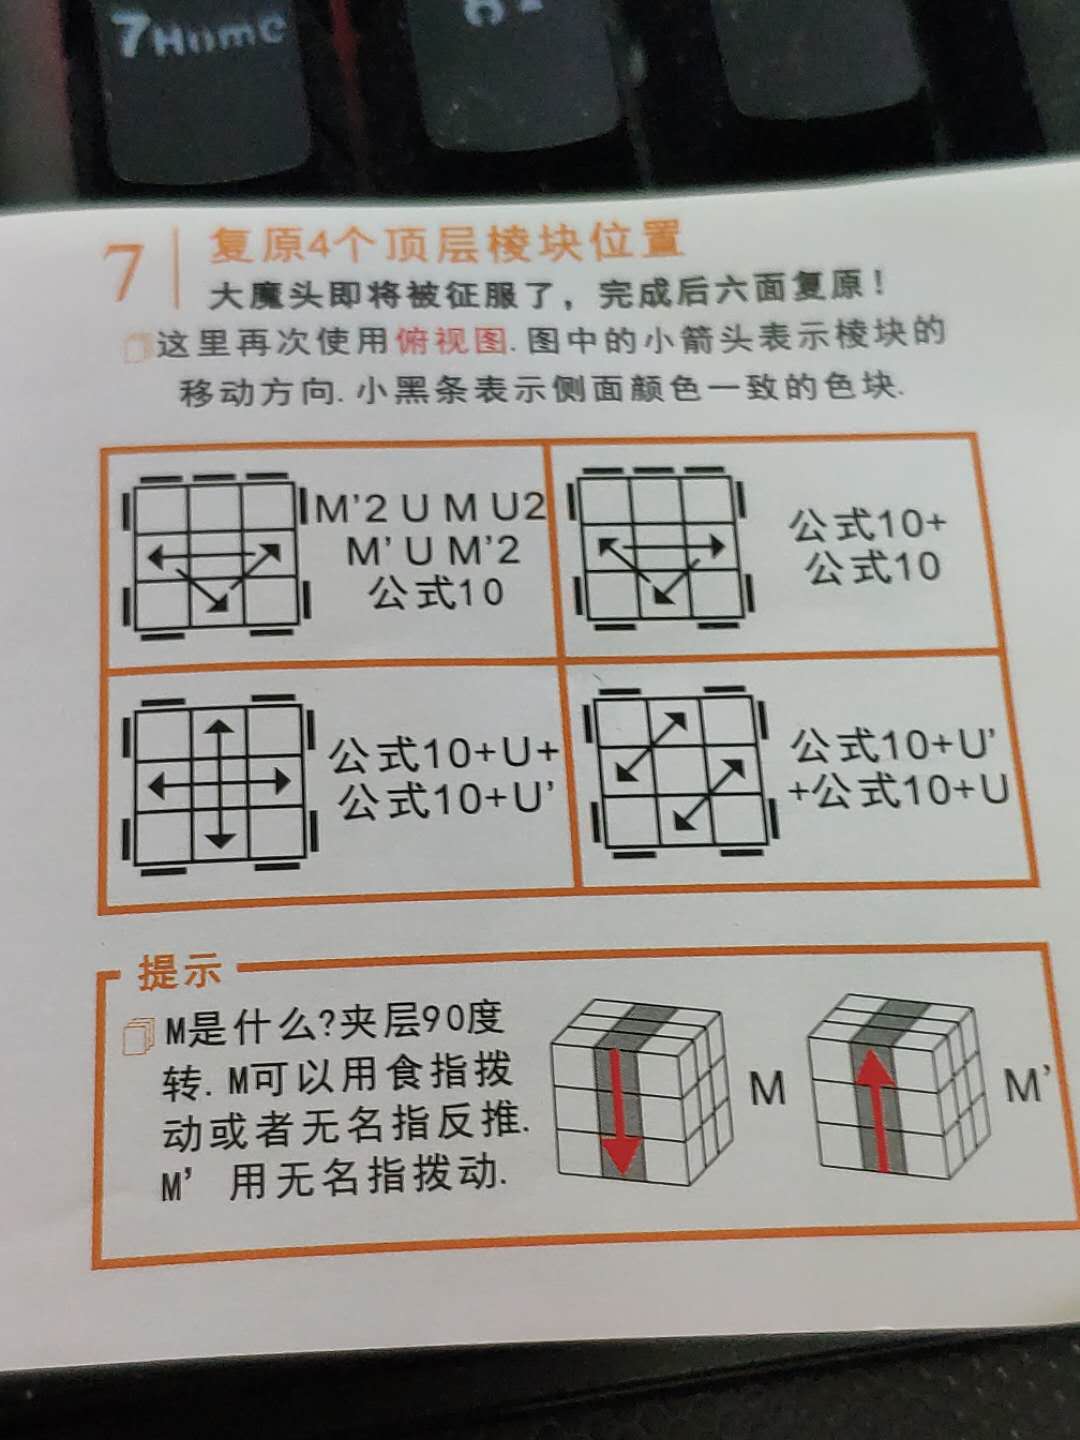 7Home
7
复原4个顶层棱块位置
大魔头即将被征服了，完成后六面复原！
这里再次使用俯视图.图中的小箭头表示棱块的
移动方向.小黑条表示侧面颜色一致的色块.
M'2 U M U2
M' U M'2
公式10
公式10+
公式10
公式10+U+
公式10+U'
公式10+U'
+公式10+U
提示
M是什么?夹层90度
转.M可以用食指拨
动或者无名指反推.
M' 用无名指拨动.
M
M'